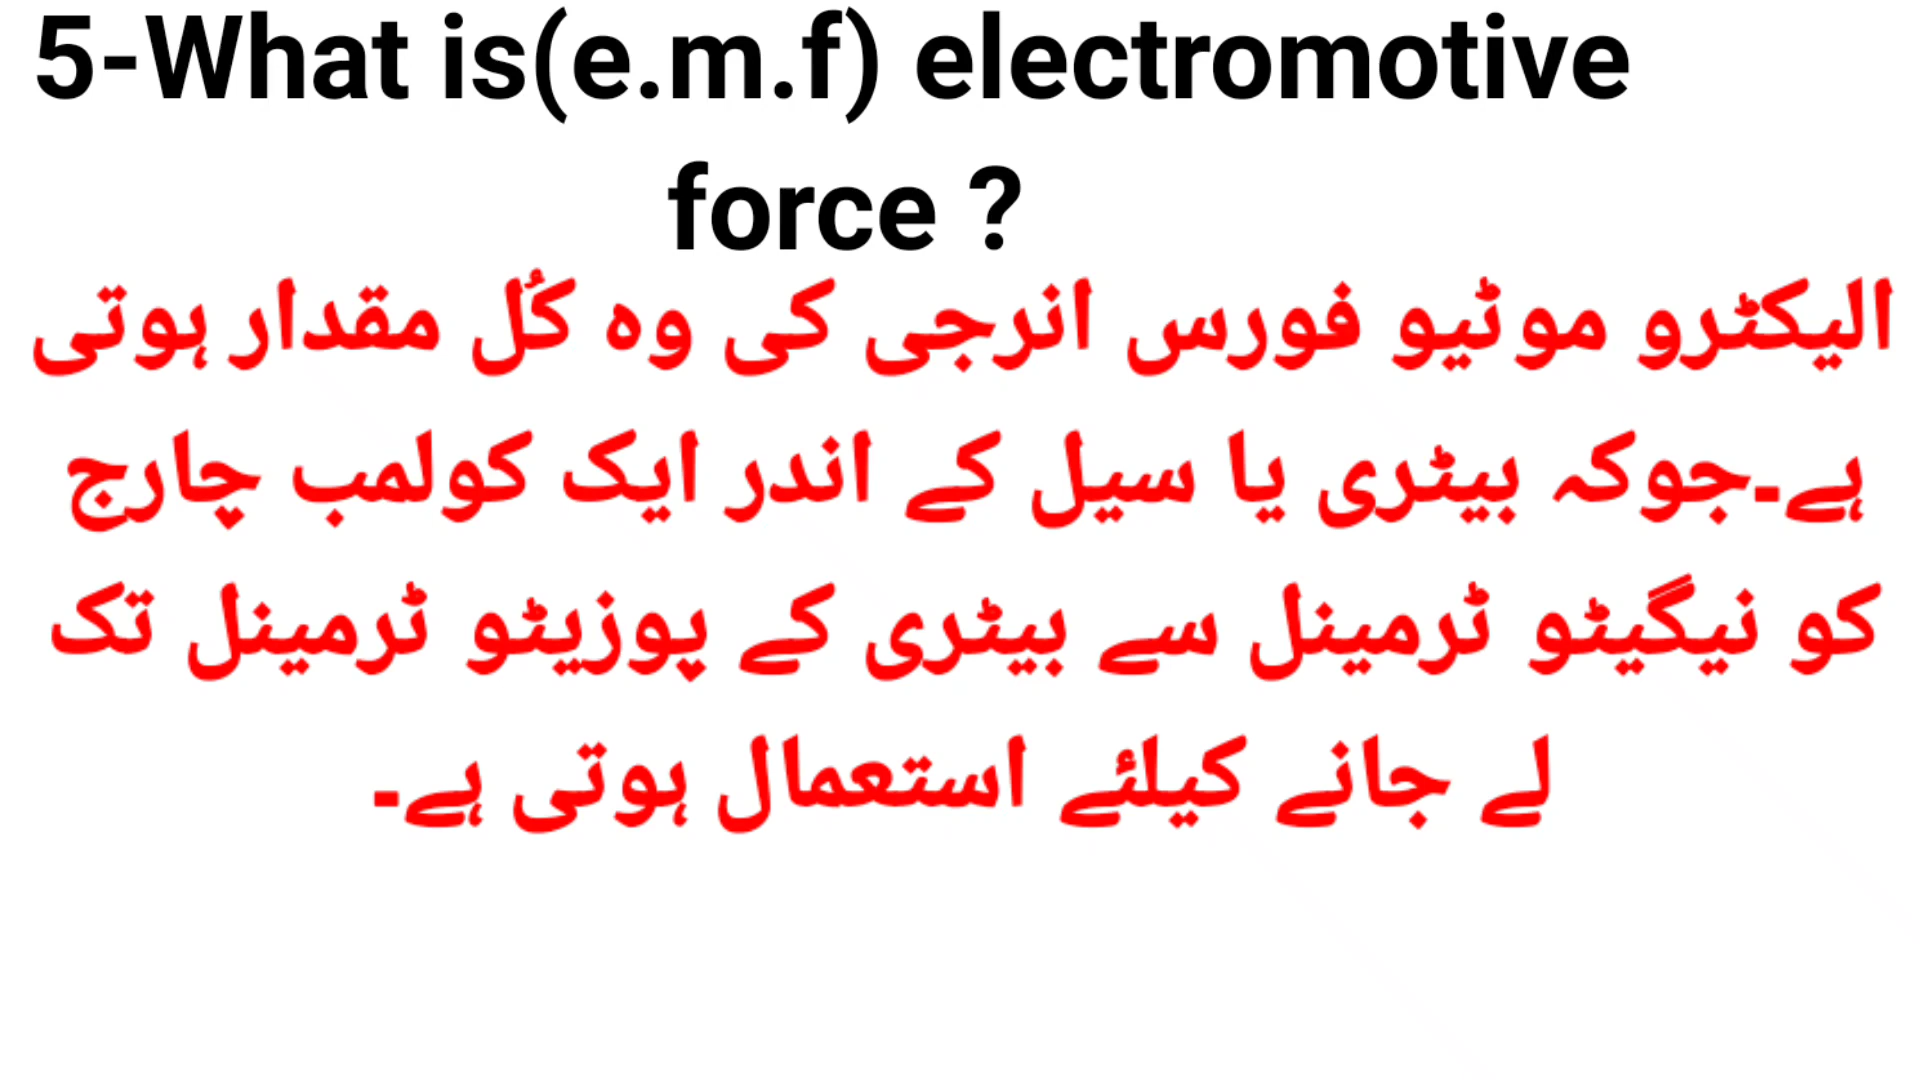 5-What is(e.m.f) electromotive
force ?
الیکٹرو موٹیو فورس انرجی کی وہ کُل مقدار ہوتی
ہے۔جوکہ بیٹری یا سیل کے اندر ایک کولمب چارج
کو نیگیٹو ٹرمینل سے بیٹری کے پوزیٹو ٹرمینل تک
لے جانے کیلئے استعمال ہوتی ہے۔